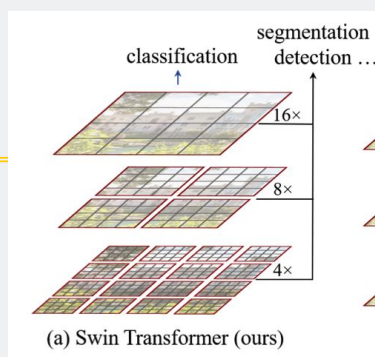 segmentation
classification
detection ...
16×
8×
4×
(a) Swin Transformer (ours)